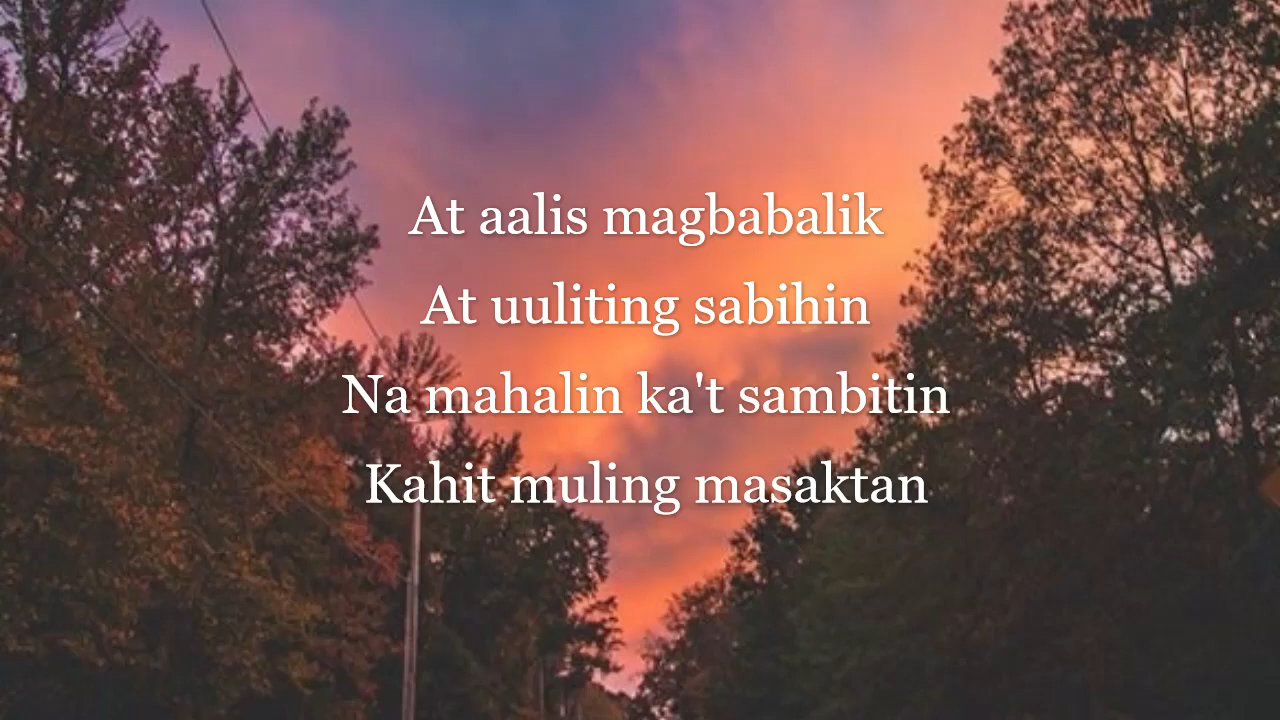 At aalis magbabalik
At uuliting sabihin
Na mahalin ka't sambitin
Kahit muling masaktan